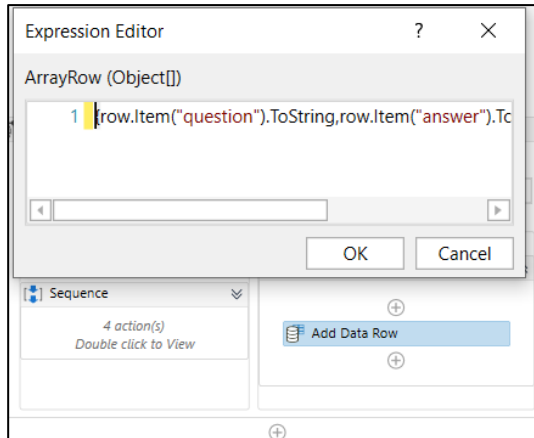 Expression Editor ? ×
ArrayRow (Object[])
1 {row.Item("question").ToString,row.Item("answer").Tc
OK Cancel
Sequence
4 action(s)
Double click to View
Add Data Row